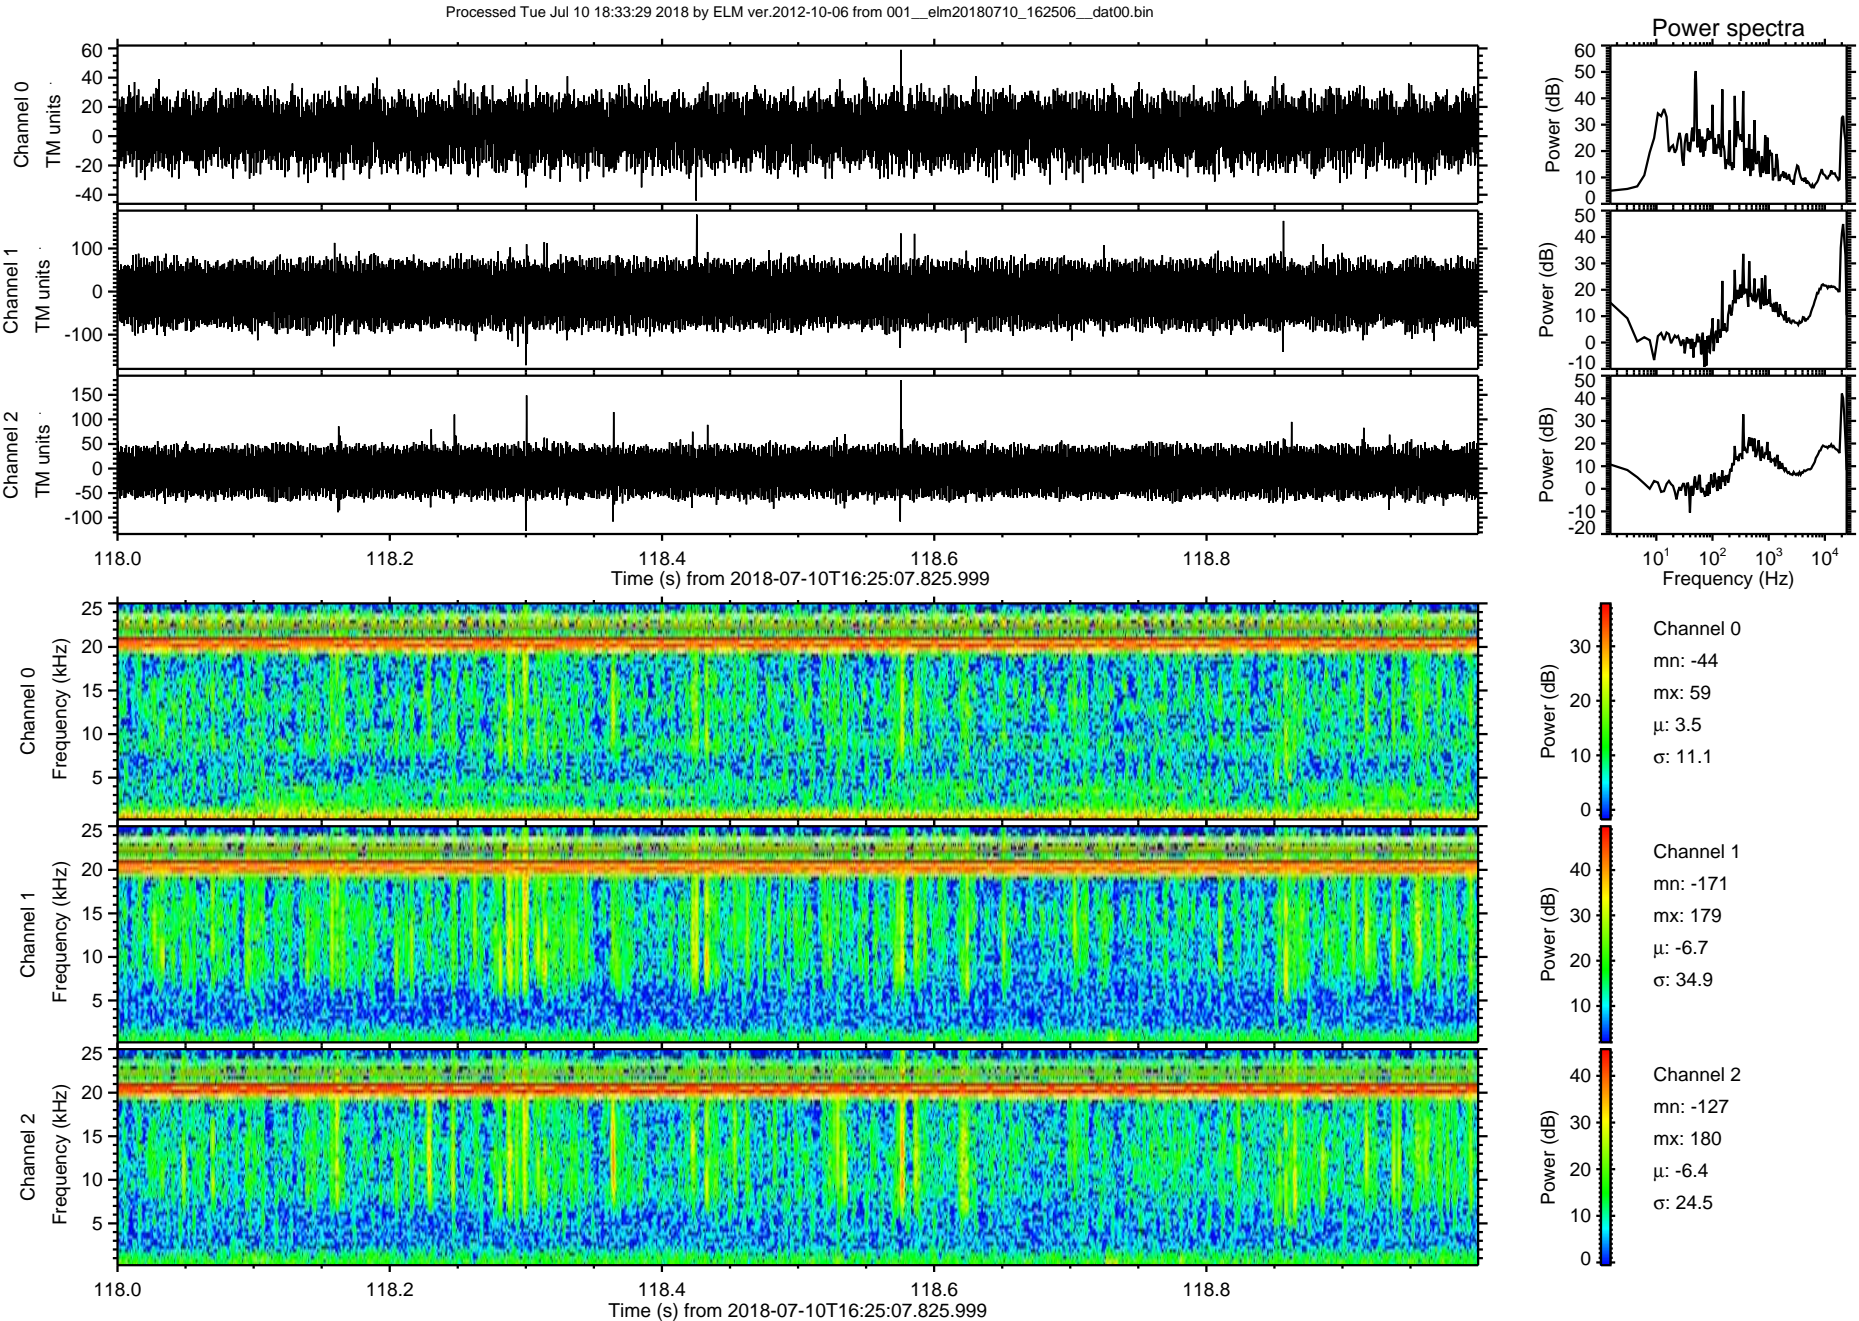 Processed Tue Jul 10 18:33:29 2018 by ELM ver.2012-10-06 from 001__elm20180710_162506__dat00.bin
Power spectra
Channel 0
TM units
60
40
20
0
-20
-40
Power (dB)
60
50
40
30
20
10
0
Channel 1
TM units
100
0
-100
Power (dB)
50
40
30
20
10
0
-10
Channel 2
TM units
150
100
50
0
-50
-100
Power (dB)
50
40
30
20
10
0
-10
-20
118.0 118.2 118.4 118.6 118.8
Time (s) from 2018-07-10T16:25:07.825.999
10¹ 10² 10³ 10⁴
Frequency (Hz)
Channel 0
Frequency (kHz)
25
20
15
10
5
Power (dB)
30
20
10
0
Channel 0
mn: -44
mx: 59
μ: 3.5
σ: 11.1
Channel 1
Frequency (kHz)
25
20
15
10
5
Power (dB)
40
30
20
10
Channel 1
mn: -171
mx: 179
μ: -6.7
σ: 34.9
Channel 2
Frequency (kHz)
25
20
15
10
5
Power (dB)
40
30
20
10
0
Channel 2
mn: -127
mx: 180
μ: -6.4
σ: 24.5
118.0 118.2 118.4 118.6 118.8
Time (s) from 2018-07-10T16:25:07.825.999